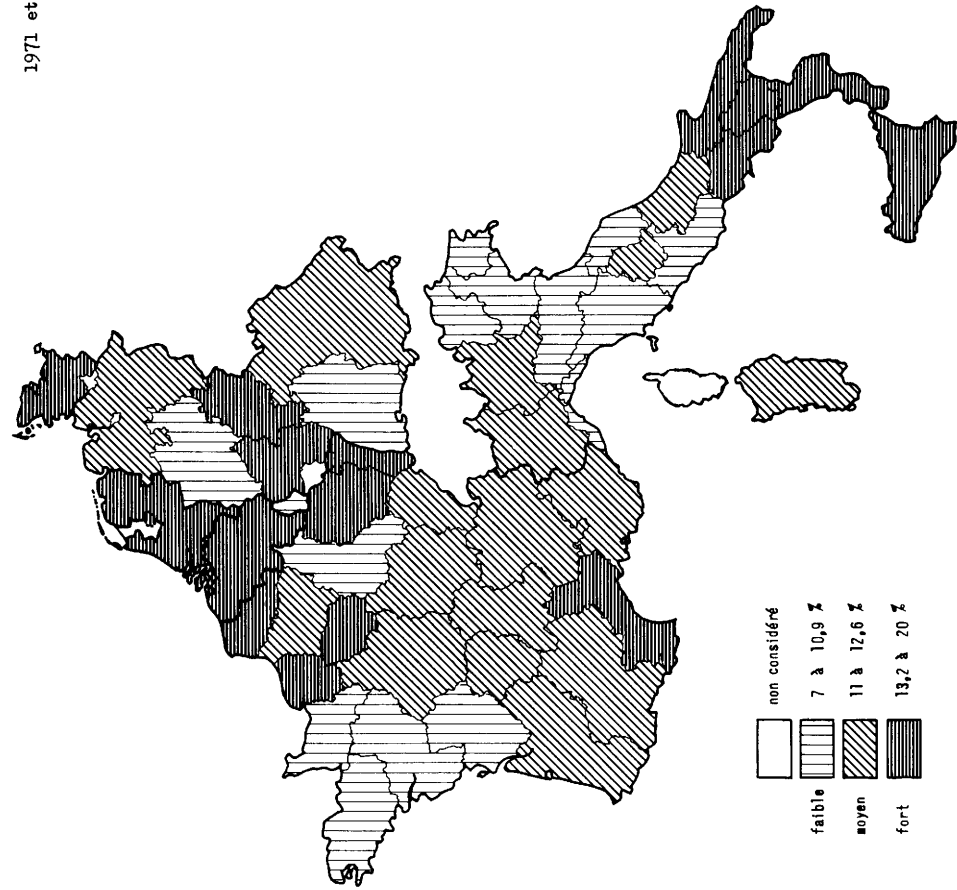 1971 et
non considéré
faible 7 à 10,9 %
moyen 11 à 12,6 %
fort 13,2 à 20 %